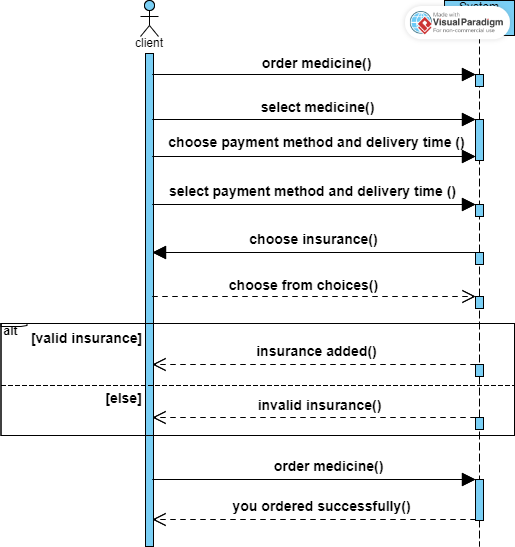 System
Made with
VisualParadigm
For non-commercial use
client
order medicine()
select medicine()
choose payment method and delivery time ()
select payment method and delivery time ()
choose insurance()
choose from choices()
alt
[valid insurance]
insurance added()
[else]
invalid insurance()
order medicine()
you ordered successfully()